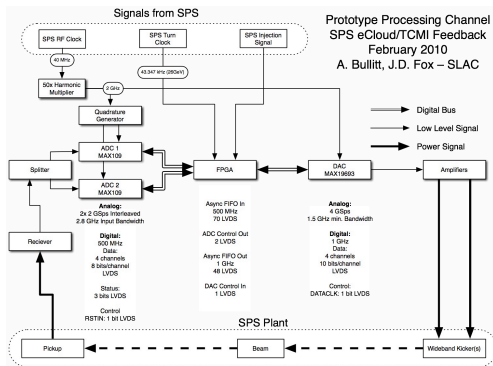 Signals from SPS
Prototype Processing Channel
SPS eCloud/TCMI Feedback
February 2010
A. Bullitt, J.D. Fox – SLAC
SPS RF Clock
SPS Turn
Clock
SPS Injection
Signal
40 MHz
43.347 kHz (26GeV)
50x Harmonic
Multiplier
2 GHz
Quadrature
Generator
Digital Bus
Low Level Signal
Power Signal
ADC 1
MAX109
Splitter
ADC 2
MAX109
FPGA
DAC
MAX19693
Amplifiers
Analog:
2x 2 GSps Interleaved
2.8 GHz Input Bandwidth
Digital:
500 MHz
Data:
4 channels
8 bits/channel
LVDS
Status:
3 bits LVDS
Control
RSTIN: 1 bit LVDS
Async FIFO In
500 MHz
70 LVDS
ADC Control Out
2 LVDS
Async FIFO Out
1 GHz
48 LVDS
DAC Control In
1 LVDS
Analog:
4 GSps
1.5 GHz min. Bandwidth
Digital:
1 GHz
Data:
4 channels
10 bits/channel
LVDS
Control:
DATACLK: 1 bit LVDS
Reciever
SPS Plant
Pickup
Beam
Wideband Kicker(s)